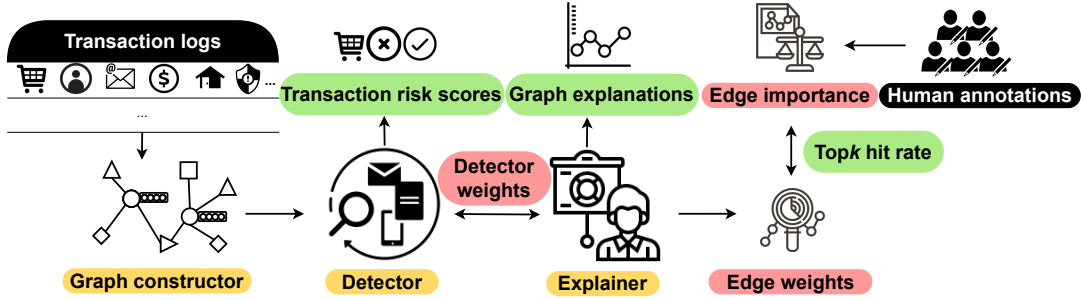 Transaction logs
@
$
...
...
Transaction risk scores
Graph explanations
Edge importance
Human annotations
Detector
weights
Topk hit rate
Graph constructor
Detector
Explainer
Edge weights